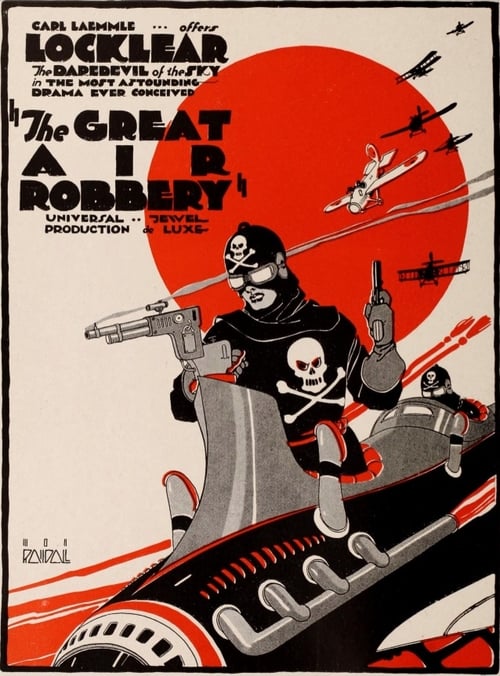 CARL LAEMMLE ... offers
LOCKLEAR
The DAREDEVIL of the SKY
in THE MOST ASTOUNDING
DRAMA EVER CONCEIVED
"The GREAT
AIR
ROBBERY"
UNIVERSAL .. JEWEL
PRODUCTION de LUXE